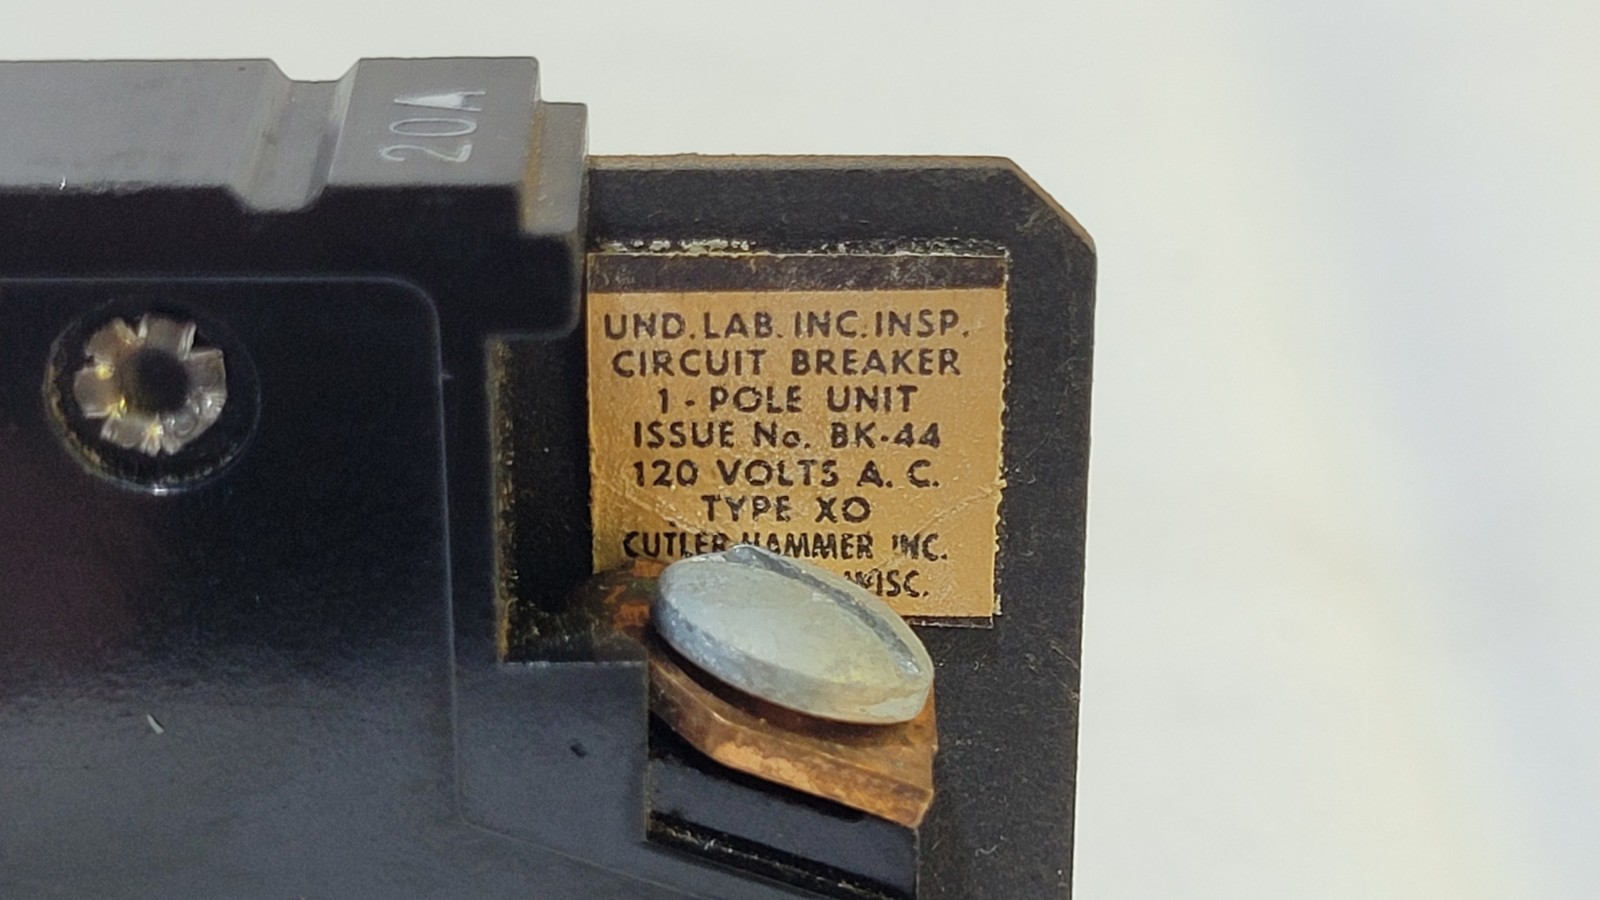 20A
UND. LAB. INC. INSP.
CIRCUIT BREAKER
1 - POLE UNIT
ISSUE No. BK-44
120 VOLTS A. C.
TYPE XO
CUTLER-HAMMER INC.
WISC.